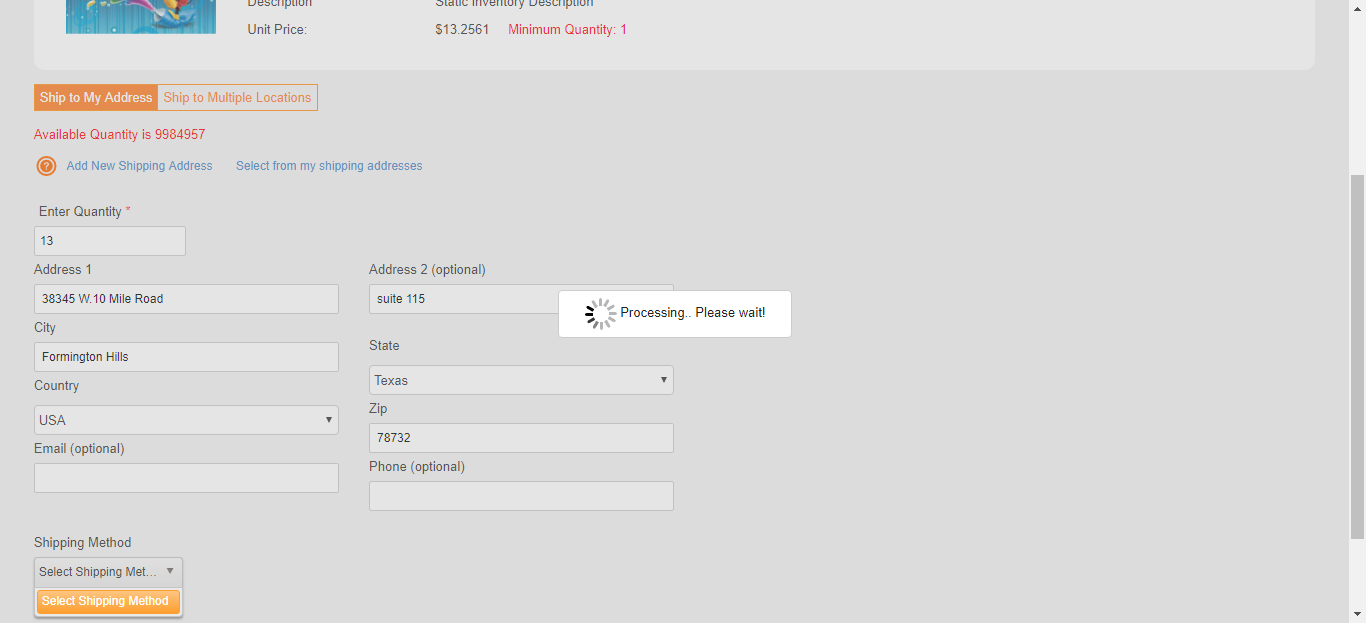 Description Static Inventory Description
Unit Price: $13.2561 Minimum Quantity: 1
Ship to My Address Ship to Multiple Locations
Available Quantity is 9984957
? Add New Shipping Address Select from my shipping addresses
Enter Quantity *
13
Address 1 Address 2 (optional)
38345 W.10 Mile Road suite 115
Processing.. Please wait!
City
State
Formington Hills
Texas
Country
Zip
USA
78732
Email (optional)
Phone (optional)
Shipping Method
Select Shipping Met...
Select Shipping Method